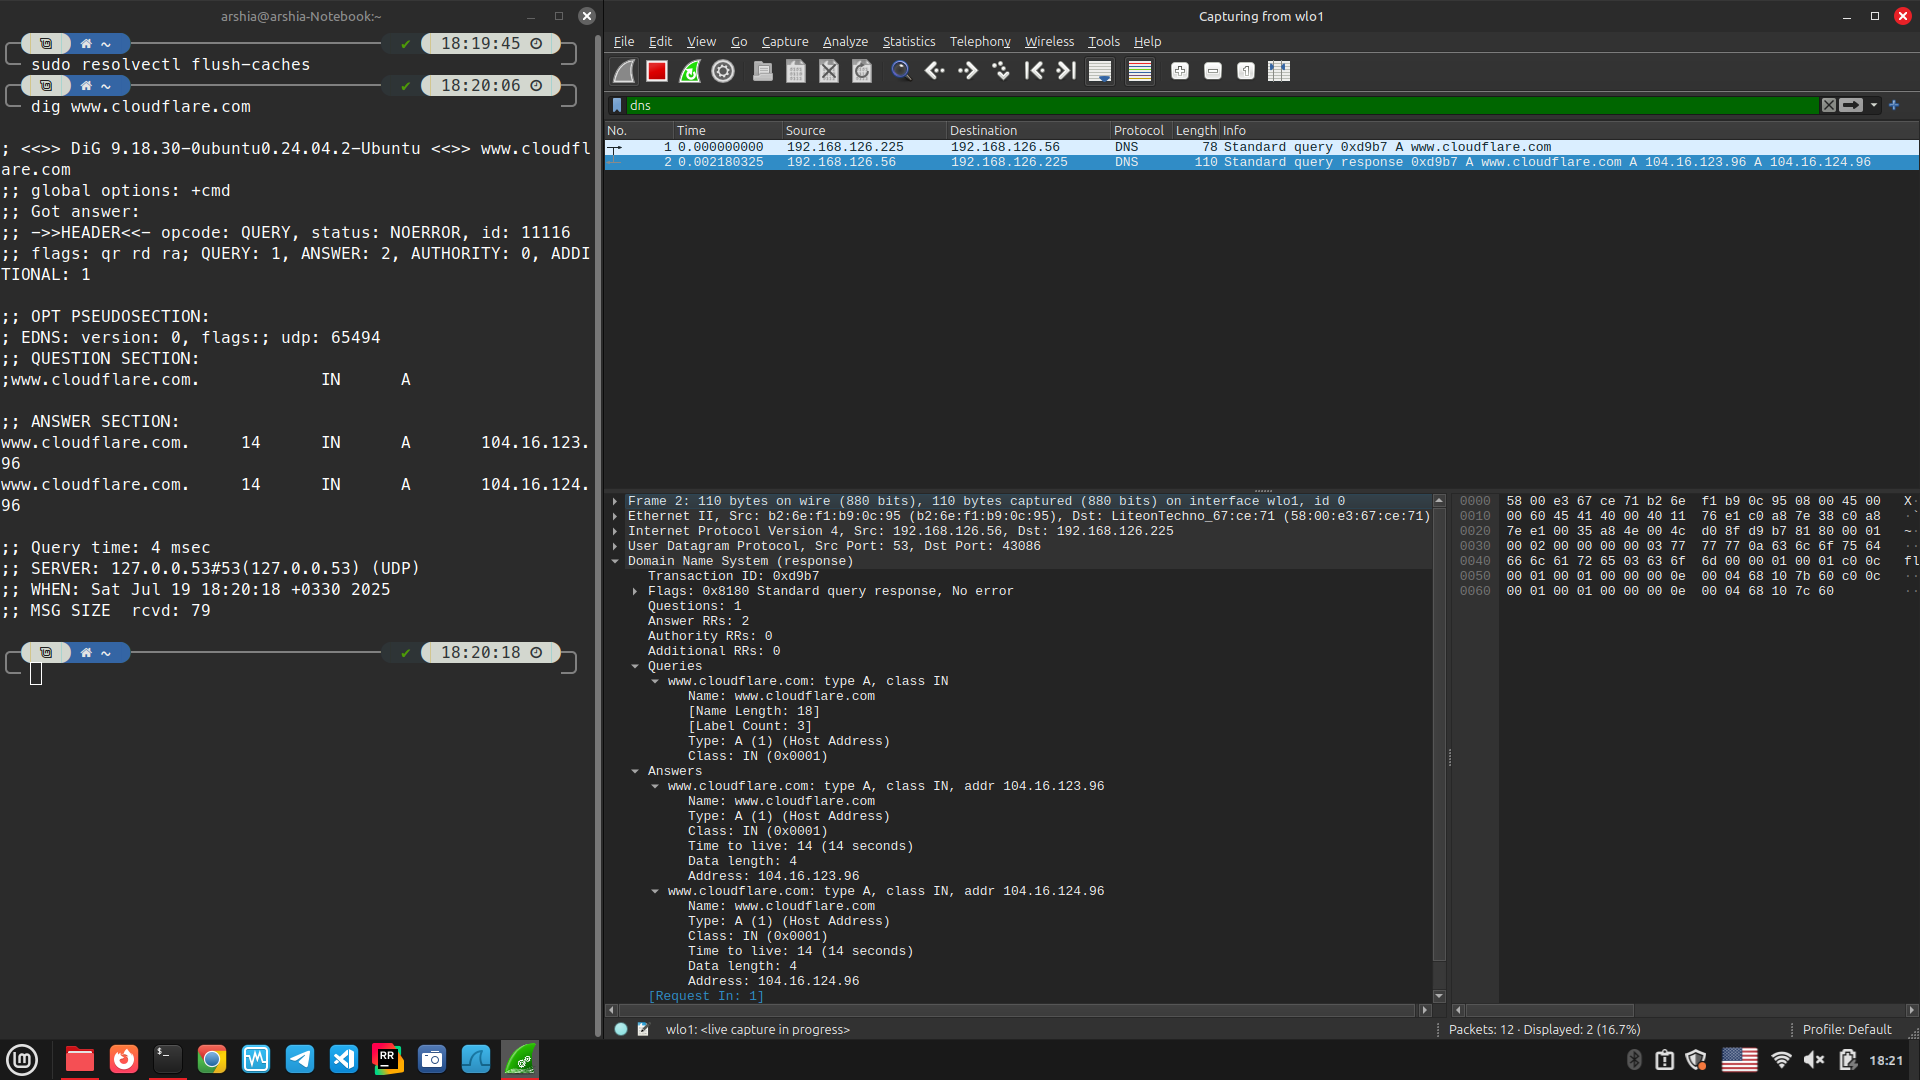 arshia@arshia-Notebook:~
~ ✔ 18:19:45
sudo resolvectl flush-caches
~ ✔ 18:20:06
dig www.cloudflare.com
; <<>> DiG 9.18.30-0ubuntu0.24.04.2-Ubuntu <<>> www.cloudfl
are.com
;; global options: +cmd
;; Got answer:
;; ->>HEADER<<- opcode: QUERY, status: NOERROR, id: 11116
;; flags: qr rd ra; QUERY: 1, ANSWER: 2, AUTHORITY: 0, ADDI
TIONAL: 1
;; OPT PSEUDOSECTION:
; EDNS: version: 0, flags:; udp: 65494
;; QUESTION SECTION:
;www.cloudflare.com. IN A
;; ANSWER SECTION:
www.cloudflare.com. 14 IN A 104.16.123.
96
www.cloudflare.com. 14 IN A 104.16.124.
96
;; Query time: 4 msec
;; SERVER: 127.0.0.53#53(127.0.0.53) (UDP)
;; WHEN: Sat Jul 19 18:20:18 +0330 2025
;; MSG SIZE rcvd: 79
~ ✔ 18:20:18
Capturing from wlo1
File Edit View Go Capture Analyze Statistics Telephony Wireless Tools Help
dns
No. Time Source Destination Protocol Length Info
1 0.000000000 192.168.126.225 192.168.126.56 DNS 78 Standard query 0xd9b7 A www.cloudflare.com
2 0.002180325 192.168.126.56 192.168.126.225 DNS 110 Standard query response 0xd9b7 A www.cloudflare.com A 104.16.123.96 A 104.16.124.96
Frame 2: 110 bytes on wire (880 bits), 110 bytes captured (880 bits) on interface wlo1, id 0
Ethernet II, Src: b2:6e:f1:b9:0c:95 (b2:6e:f1:b9:0c:95), Dst: LiteonTechno_67:ce:71 (58:00:e3:67:ce:71)
Internet Protocol Version 4, Src: 192.168.126.56, Dst: 192.168.126.225
User Datagram Protocol, Src Port: 53, Dst Port: 43086
Domain Name System (response)
Transaction ID: 0xd9b7
Flags: 0x8180 Standard query response, No error
Questions: 1
Answer RRs: 2
Authority RRs: 0
Additional RRs: 0
Queries
www.cloudflare.com: type A, class IN
Name: www.cloudflare.com
[Name Length: 18]
[Label Count: 3]
Type: A (1) (Host Address)
Class: IN (0x0001)
Answers
www.cloudflare.com: type A, class IN, addr 104.16.123.96
Name: www.cloudflare.com
Type: A (1) (Host Address)
Class: IN (0x0001)
Time to live: 14 (14 seconds)
Data length: 4
Address: 104.16.123.96
www.cloudflare.com: type A, class IN, addr 104.16.124.96
Name: www.cloudflare.com
Type: A (1) (Host Address)
Class: IN (0x0001)
Time to live: 14 (14 seconds)
Data length: 4
Address: 104.16.124.96
[Request In: 1]
0000 58 00 e3 67 ce 71 b2 6e f1 b9 0c 95 08 00 45 00 X·
0010 00 60 45 41 40 00 40 11 76 e1 c0 a8 7e 38 c0 a8 ·`
0020 7e e1 00 35 a8 4e 00 4c d0 8f d9 b7 81 80 00 01 ~·
0030 00 02 00 00 00 00 03 77 77 77 0a 63 6c 6f 75 64 ··
0040 66 6c 61 72 65 03 63 6f 6d 00 00 01 00 01 c0 0c fl
0050 00 01 00 01 00 00 00 0e 00 04 68 10 7b 60 c0 0c ··
0060 00 01 00 01 00 00 00 0e 00 04 68 10 7c 60 ··
wlo1: <live capture in progress>
Packets: 12 · Displayed: 2 (16.7%)
Profile: Default
RR
18:21